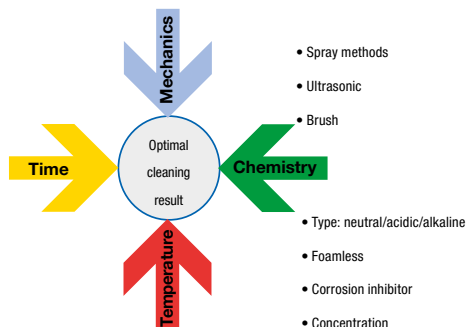 Mechanics
• Spray methods
• Ultrasonic
• Brush
Time
Optimal
cleaning
result
Chemistry
Temperature
• Type: neutral/acidic/alkaline
• Foamless
• Corrosion inhibitor
• Concentration